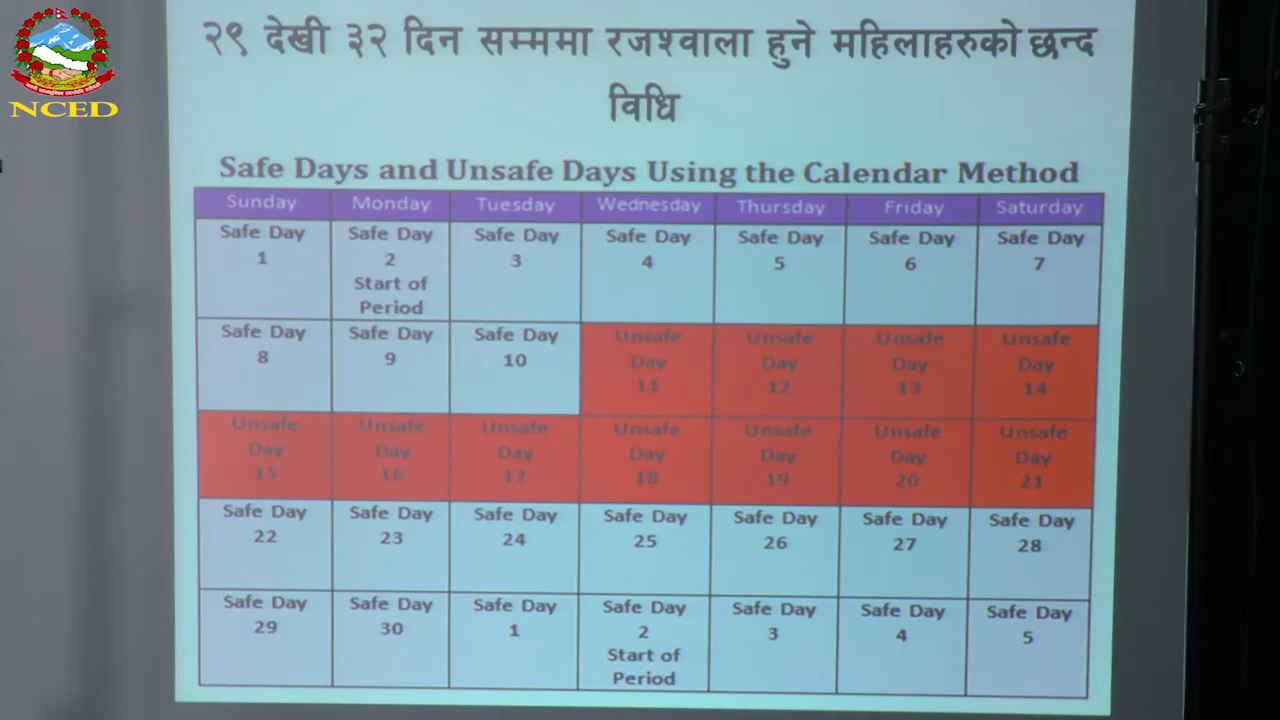 NCED
२९ देखी ३२ दिन सम्ममा रजश्वाला हुने महिलाहरुको छन्द
विधि
Safe Days and Unsafe Days Using the Calendar Method
Sunday Monday Tuesday Wednesday Thursday Friday Saturday
Safe Day Safe Day Safe Day Safe Day Safe Day Safe Day Safe Day
1 2 3 4 5 6 7
Start of
Period
Safe Day Safe Day Safe Day Unsafe Unsafe Unsafe Unsafe
Day Day Day Day
8 9 10 11 12 13 14
Unsafe Unsafe Unsafe Unsafe Unsafe Unsafe Unsafe
Day Day Day Day Day Day Day
15 16 17 18 19 20 21
Safe Day Safe Day Safe Day Safe Day Safe Day Safe Day Safe Day
22 23 24 25 26 27 28
Safe Day Safe Day Safe Day Safe Day Safe Day Safe Day Safe Day
29 30 1 2 3 4 5
Start of
Period